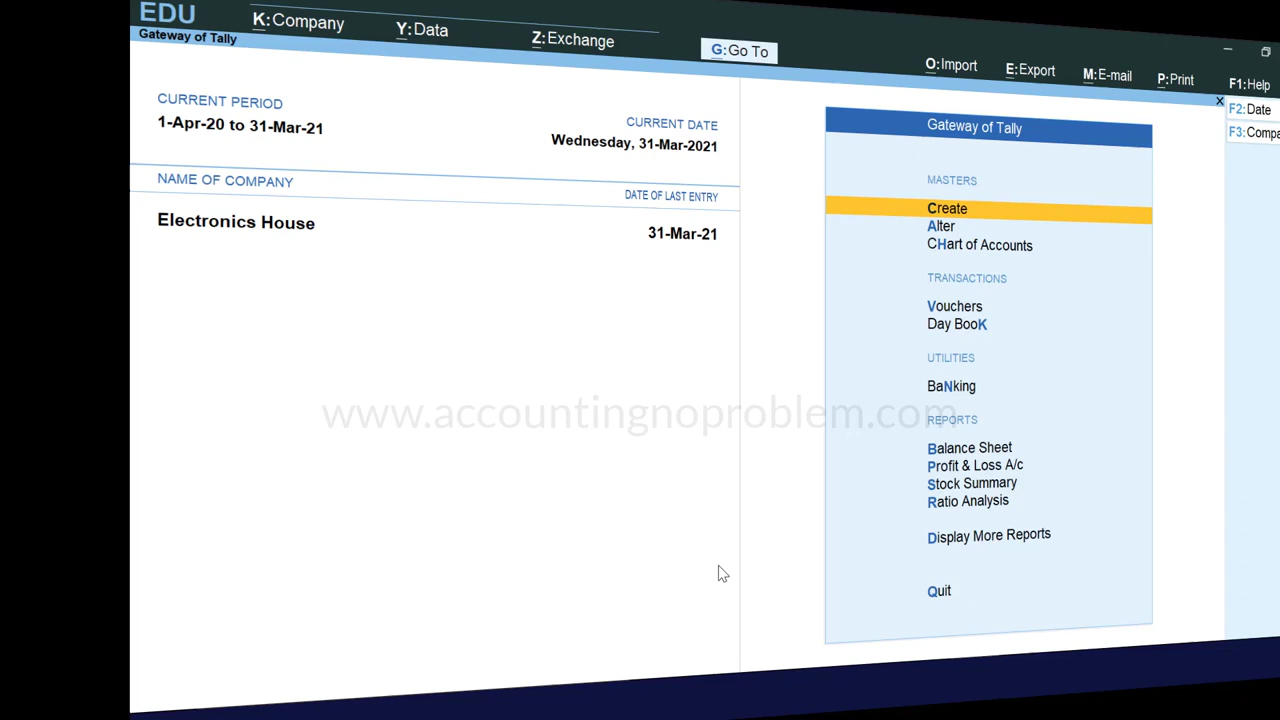 EDU
K:Company
Y:Data
Z:Exchange
G:Go To
O:Import
E:Export
M:E-mail
P:Print
F1:Help
Gateway of Tally
X
F2:Date
F3:Compa
CURRENT PERIOD
1-Apr-20 to 31-Mar-21
CURRENT DATE
Wednesday, 31-Mar-2021
NAME OF COMPANY
DATE OF LAST ENTRY
Electronics House
31-Mar-21
Gateway of Tally
MASTERS
Create
Alter
CHart of Accounts
TRANSACTIONS
Vouchers
Day BooK
UTILITIES
BaNking
REPORTS
Balance Sheet
Profit & Loss A/c
Stock Summary
Ratio Analysis
Display More Reports
Quit
www.accountingnoproblem.com